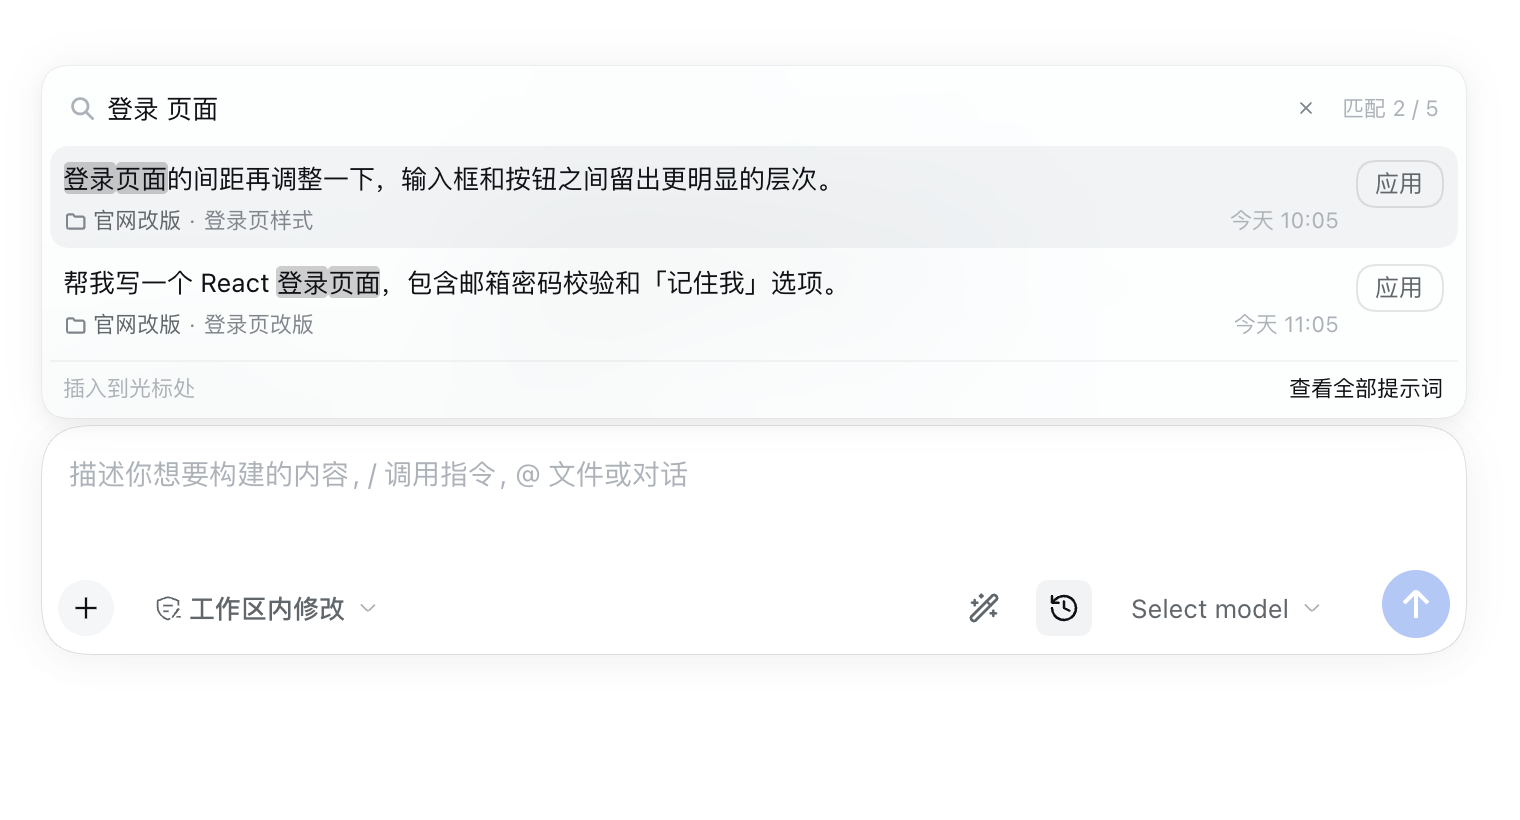 登录 页面
× 匹配 2 / 5
登录页面的间距再调整一下，输入框和按钮之间留出更明显的层次。
应用
官网改版 · 登录页样式
今天 10:05
帮我写一个 React 登录页面，包含邮箱密码校验和「记住我」选项。
应用
官网改版 · 登录页改版
今天 11:05
插入到光标处
查看全部提示词
描述你想要构建的内容, / 调用指令, @ 文件或对话
工作区内修改
Select model